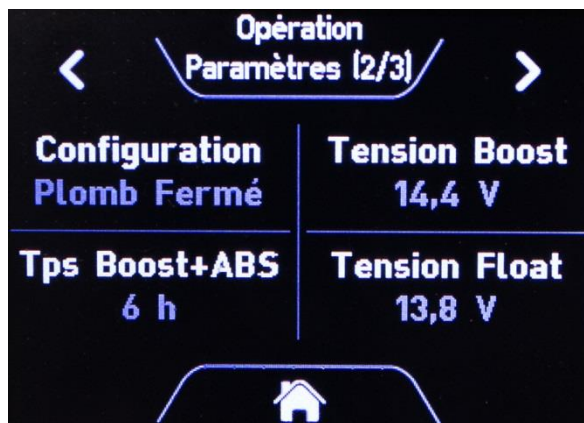 Opération
Paramètres (2/3)
Configuration
Plomb Fermé
Tension Boost
14,4 V
Tps Boost+ABS
6 h
Tension Float
13,8 V